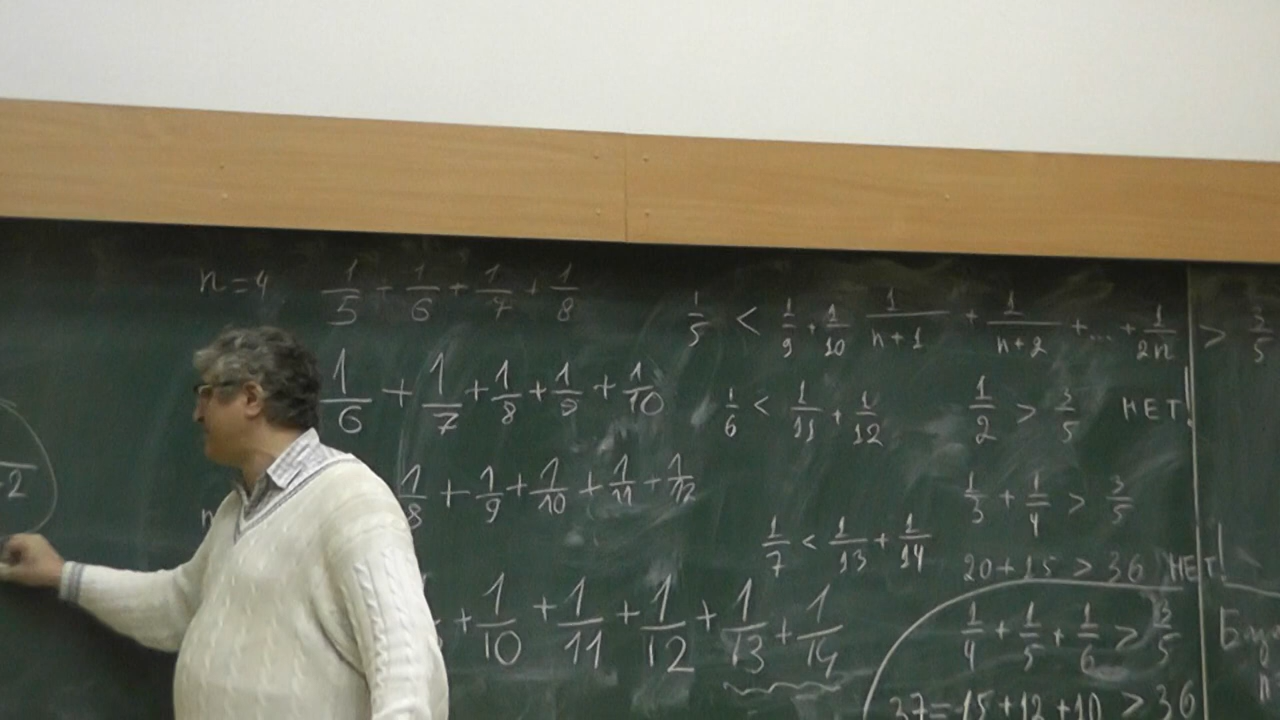 n=4 1/5 + 1/6 + 1/7 + 1/8
1/6 + 1/7 + 1/8 + 1/9 + 1/10
1/8 + 1/9 + 1/10 + 1/11 + 1/12
+ 1/10 + 1/11 + 1/12 + 1/13 + 1/14
1/5 < 1/9 + 1/10
1/6 < 1/11 + 1/12
1/7 < 1/13 + 1/14
1/(n+1) + 1/(n+2) + ... + 1/2n > 3/5
1/2 > 3/5 НЕТ!
1/3 + 1/4 > 3/5
20+15 > 36 НЕТ!
1/4 + 1/5 + 1/6 > 3/5
37=15+12+10 > 36